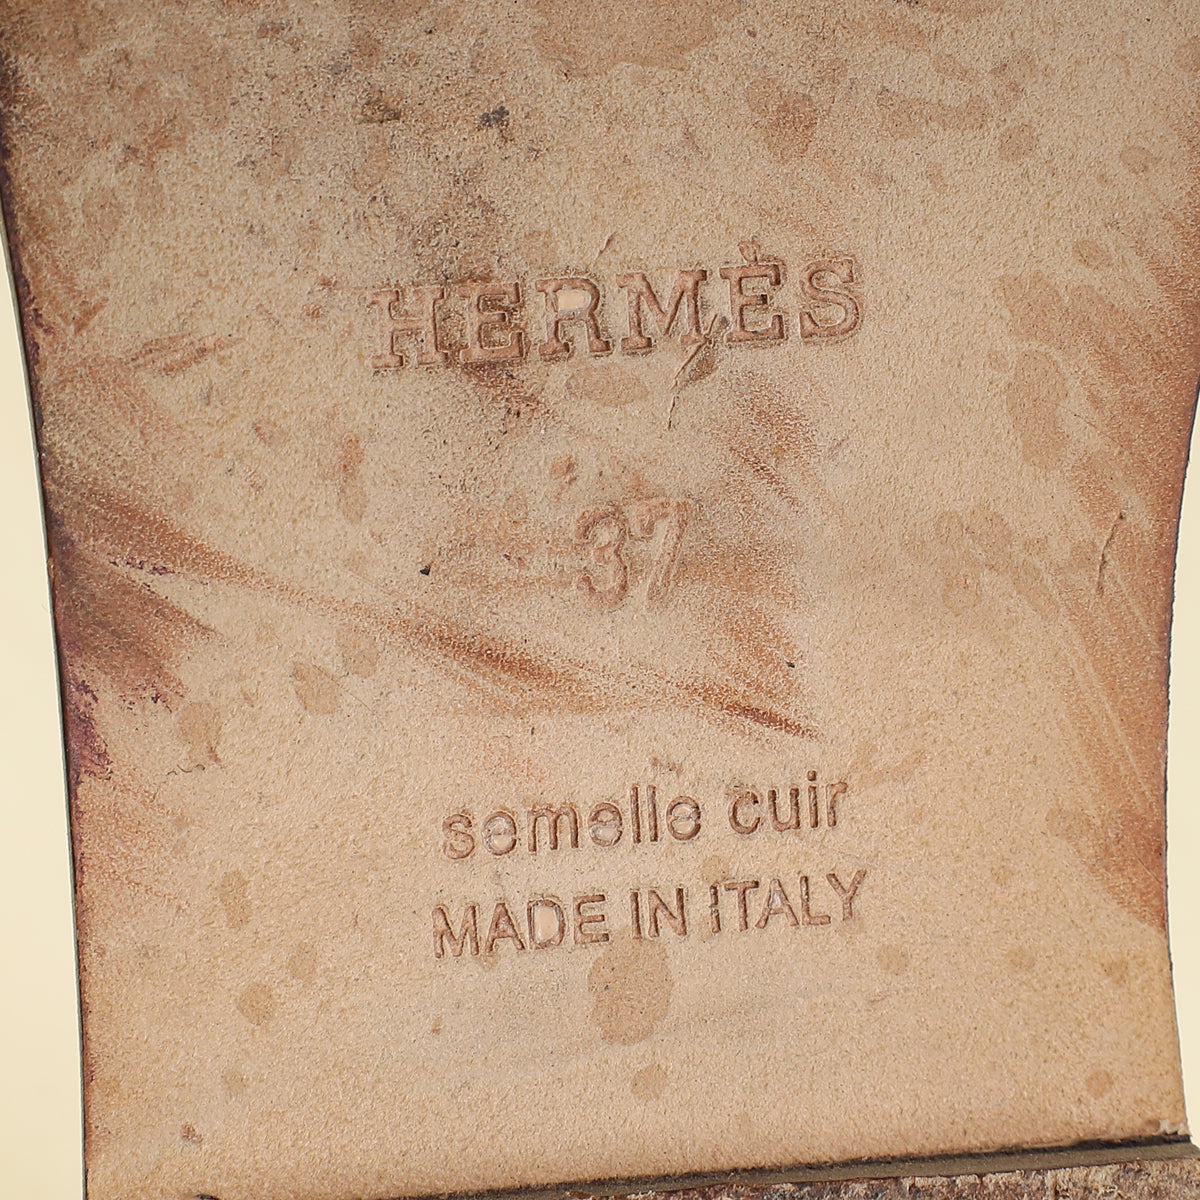 HERMÈS
37
semelle cuir
MADE IN ITALY